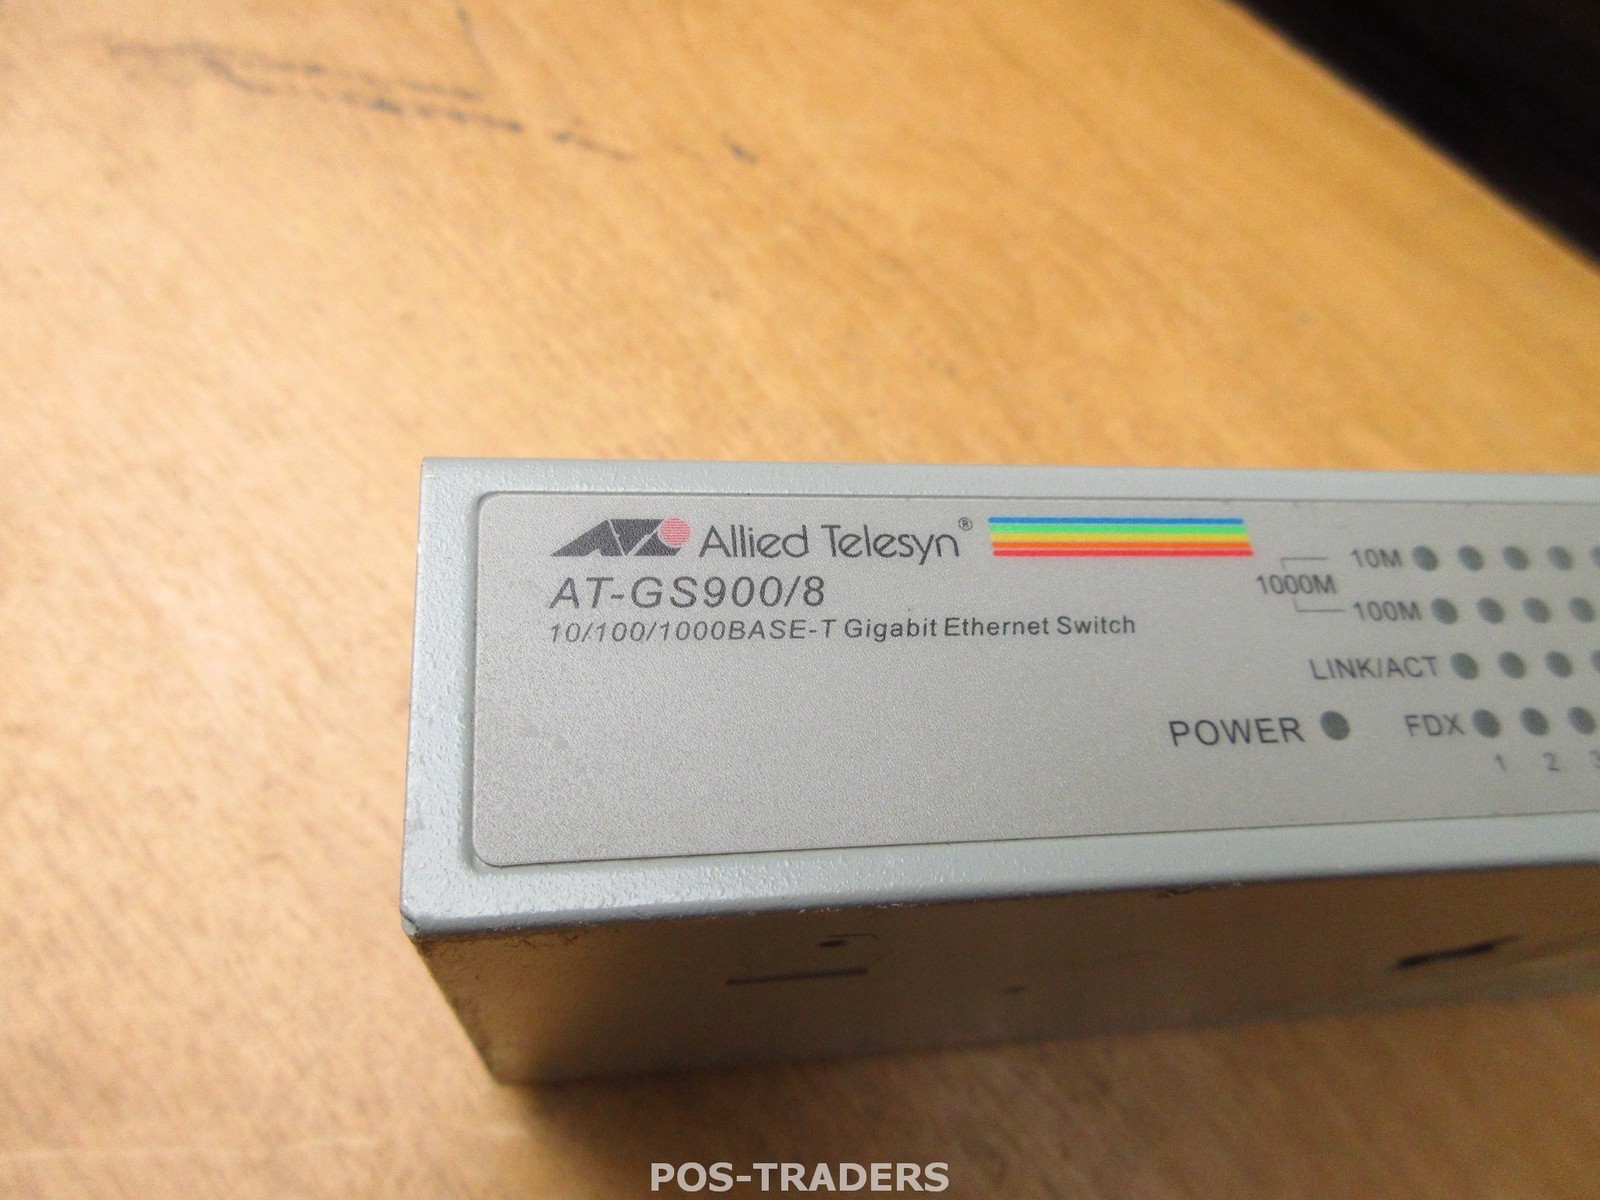 Allied Telesyn®
AT-GS900/8
10/100/1000BASE-T Gigabit Ethernet Switch
10M
1000M
100M
LINK/ACT
POWER
FDX
1 2 3
POS-TRADERS